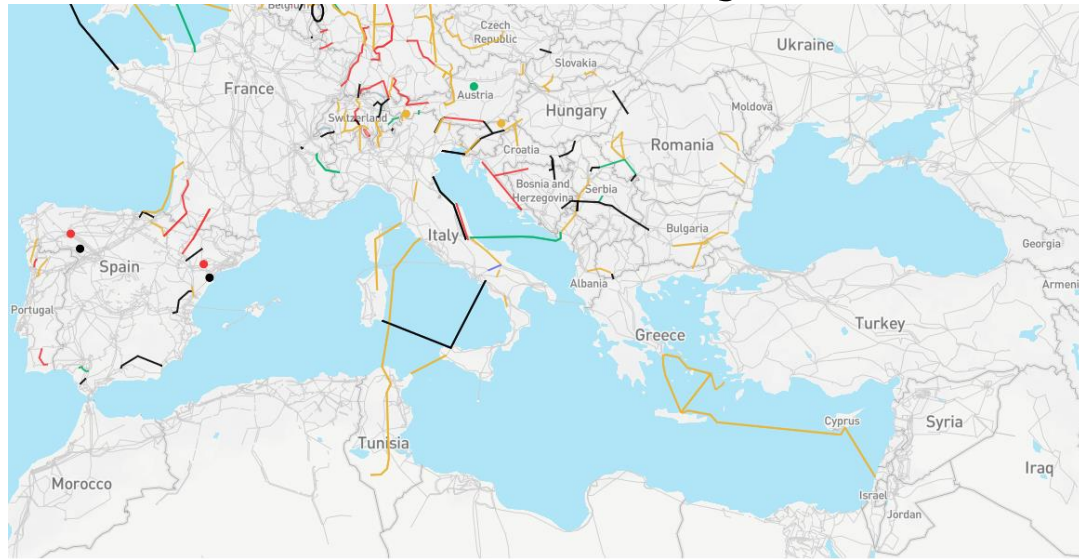 Belgium
Czech
Republic
Ukraine
Slovakia
France
Austria
Moldova
Switzerland
Hungary
Croatia
Romania
Bosnia and
Herzegovina
Serbia
Italy
Bulgaria
Georgia
Spain
Albania
Armeni
Portugal
Turkey
Greece
Cyprus
Syria
Tunisia
Iraq
Morocco
Israel
Jordan